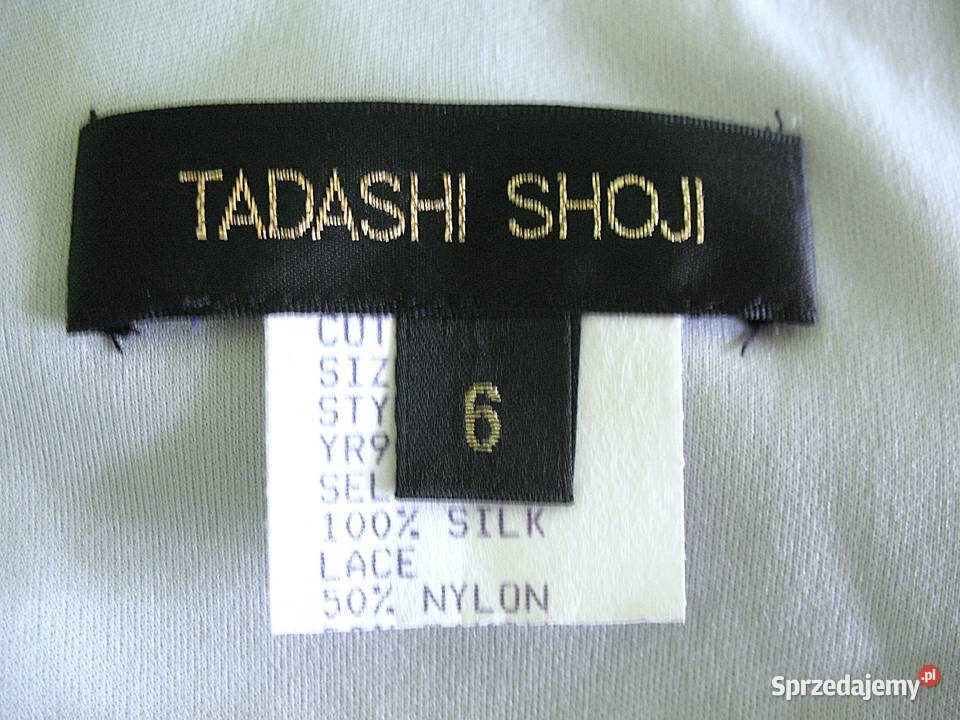 TADASHI SHOJI
6
CUT
SIZ
STY
YR9
SEL
100% SILK
LACE
50% NYLON
Sprzedajemy.pl